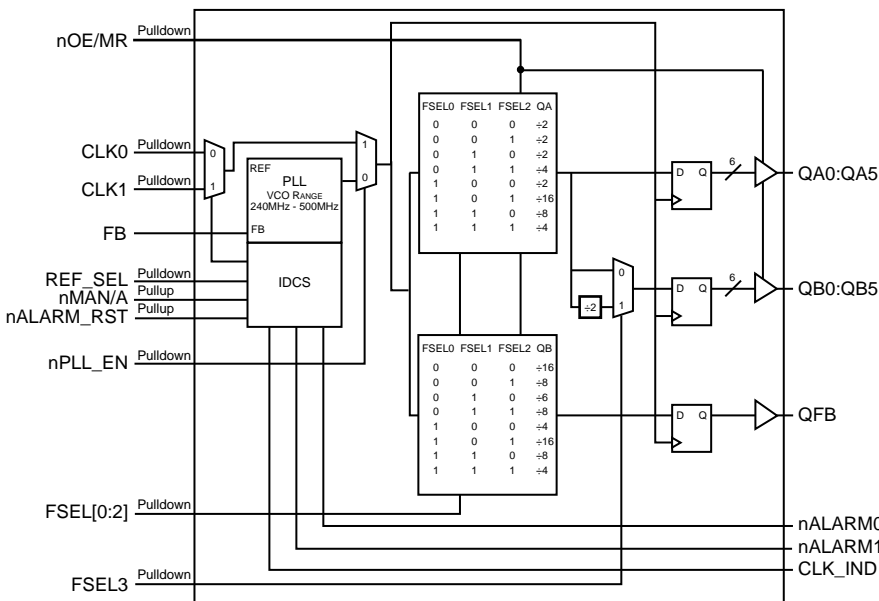 nOE/MR Pulldown
CLK0 Pulldown
CLK1 Pulldown
FB
REF_SEL Pulldown
nMAN/A Pullup
nALARM_RST Pullup
nPLL_EN Pulldown
FSEL[0:2] Pulldown
FSEL3 Pulldown
0
1
REF
PLL
VCO RANGE
240MHz - 500MHz
FB
IDCS
1
0
FSEL0 FSEL1 FSEL2 QA
0 0 0 ÷2
0 0 1 ÷2
0 1 0 ÷2
0 1 1 ÷4
1 0 0 ÷2
1 0 1 ÷16
1 1 0 ÷8
1 1 1 ÷4
FSEL0 FSEL1 FSEL2 QB
0 0 0 ÷16
0 0 1 ÷8
0 1 0 ÷6
0 1 1 ÷8
1 0 0 ÷4
1 0 1 ÷16
1 1 0 ÷8
1 1 1 ÷4
0
÷2 1
D Q 6 QA0:QA5
D Q 6 QB0:QB5
D Q QFB
nALARM0
nALARM1
CLK_IND